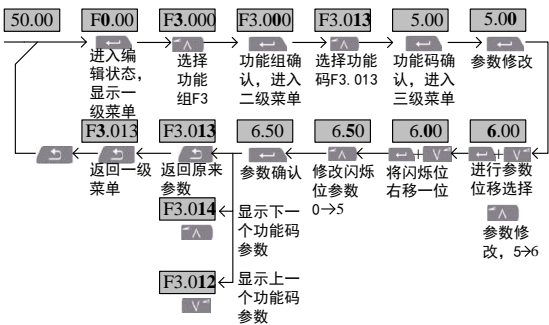 50.00
F0.00
F3.000
F3.000
F3.013
5.00
5.00
进入编
辑状态,
显示一
级菜单
选择
功能
组F3
功能组确
认，进入
二级菜单
选择功能
码F3.013
功能码确
认，进入
三级菜单
参数修改
F3.013
F3.013
6.50
6.50
6.00
6.00
返回一级
菜单
返回原来
参数
参数确认
修改闪烁
位参数
0→5
将闪烁位
右移一位
进行参数
位移选择
参数修
改，5→6
F3.014
显示下一
个功能码
参数
F3.012
显示上一
个功能码
参数